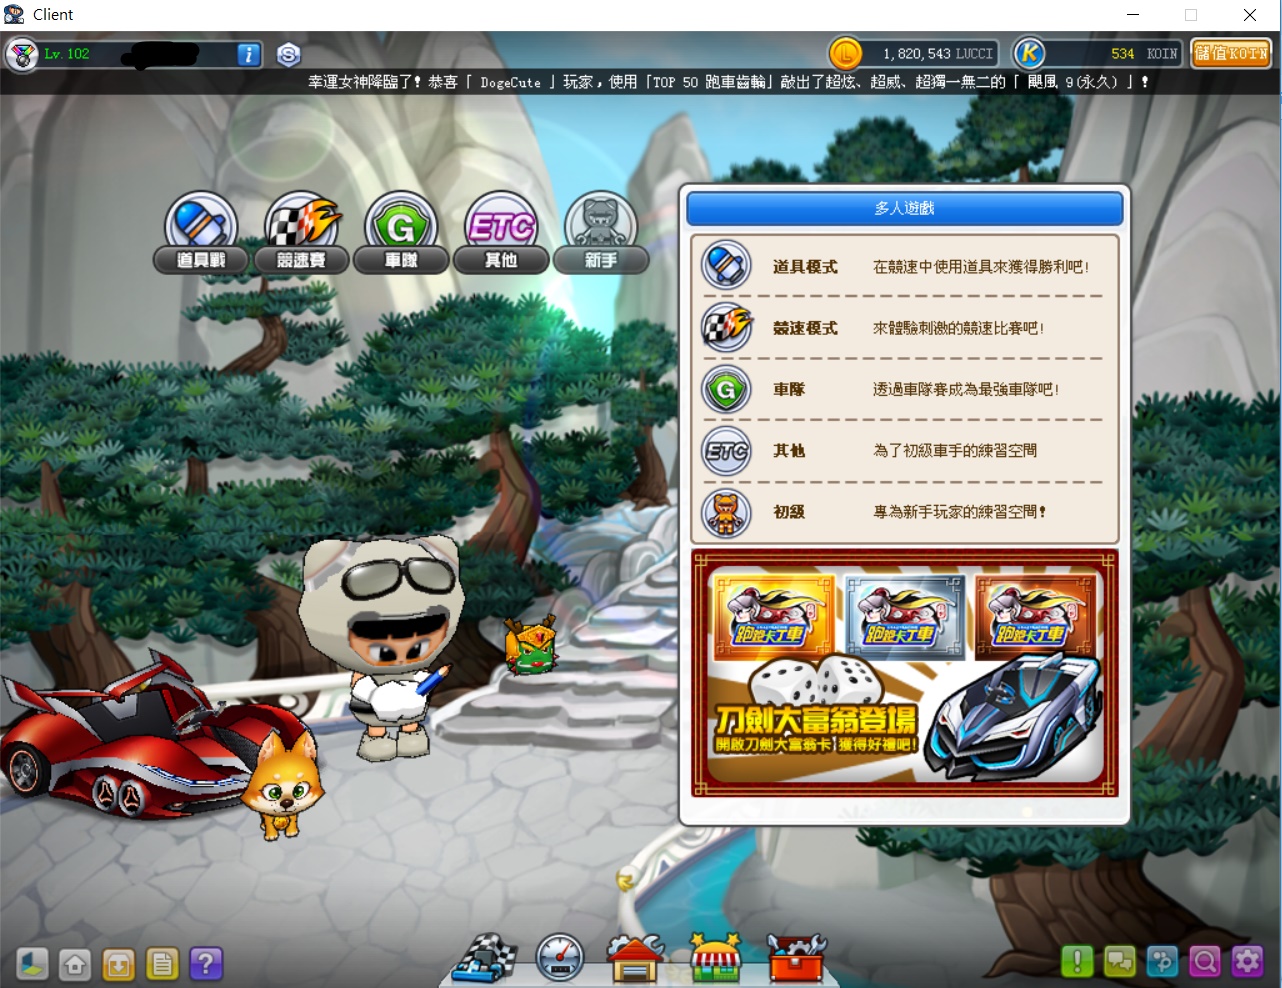 Client
Lv. 102
i
S
L
1,820,543 LUCCI
K
534 KOIN
儲值KOIN
幸運女神降臨了! 恭喜「 DogeCute 」玩家，使用「TOP 50 跑車齒輪」敲出了超炫、超威、超獨一無二的「 颶風 9(永久) 」!
G
ETC
道具戰
競速賽
車隊
其他
新手
多人遊戲
道具模式 在競速中使用道具來獲得勝利吧!
競速模式 來體驗刺激的競速比賽吧!
G
車隊 透過車隊賽成為最強車隊吧!
ETC
其他 為了初級車手的練習空間
初級 專為新手玩家的練習空間!
跑跑卡丁車
跑跑卡丁車
跑跑卡丁車
刀劍大富翁登場
開啟刀劍大富翁卡 獲得好禮吧!
?
!